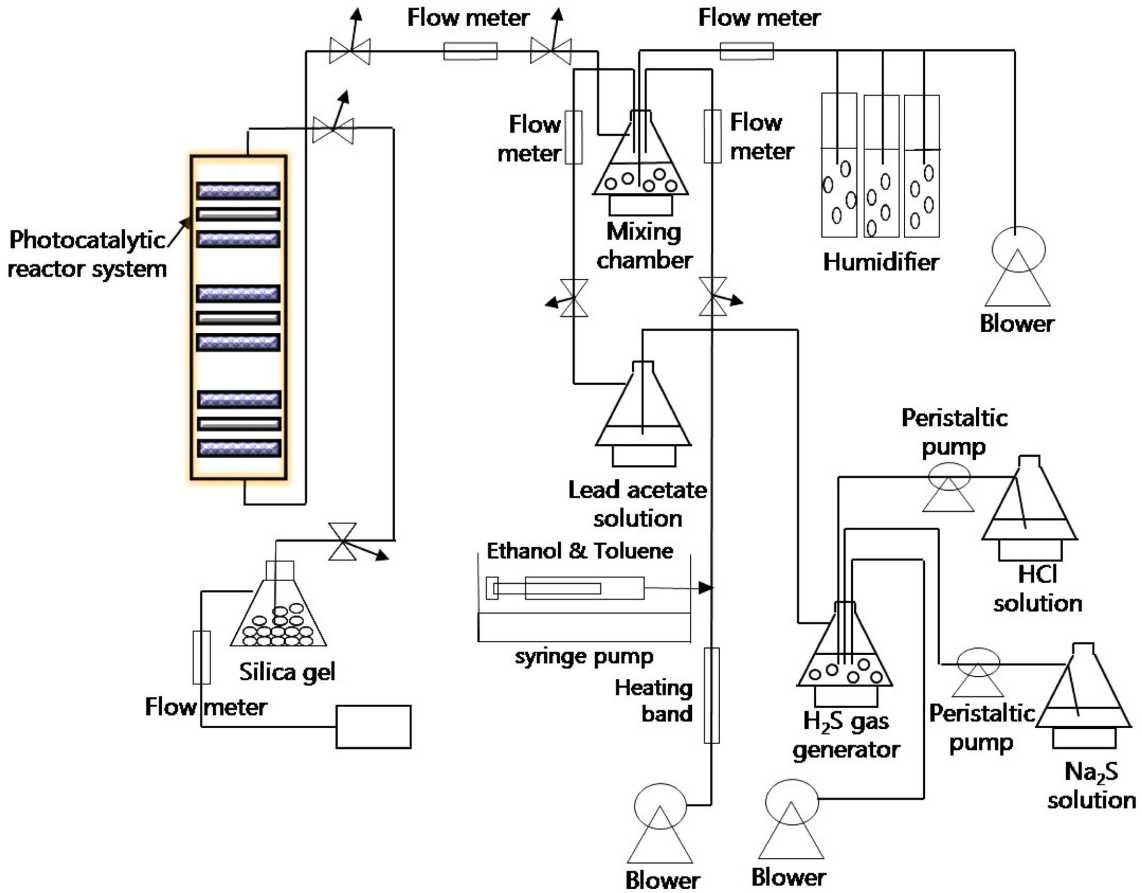 Flow meter
Flow meter
Flow
meter
Flow
meter
Photocatalytic
reactor system
Mixing
chamber
Humidifier
Blower
Peristaltic
pump
Lead acetate
solution
Ethanol & Toluene
HCl
solution
syringe pump
Silica gel
Heating
band
Flow meter
H₂S gas
generator
Peristaltic
pump
Na₂S
solution
Blower
Blower